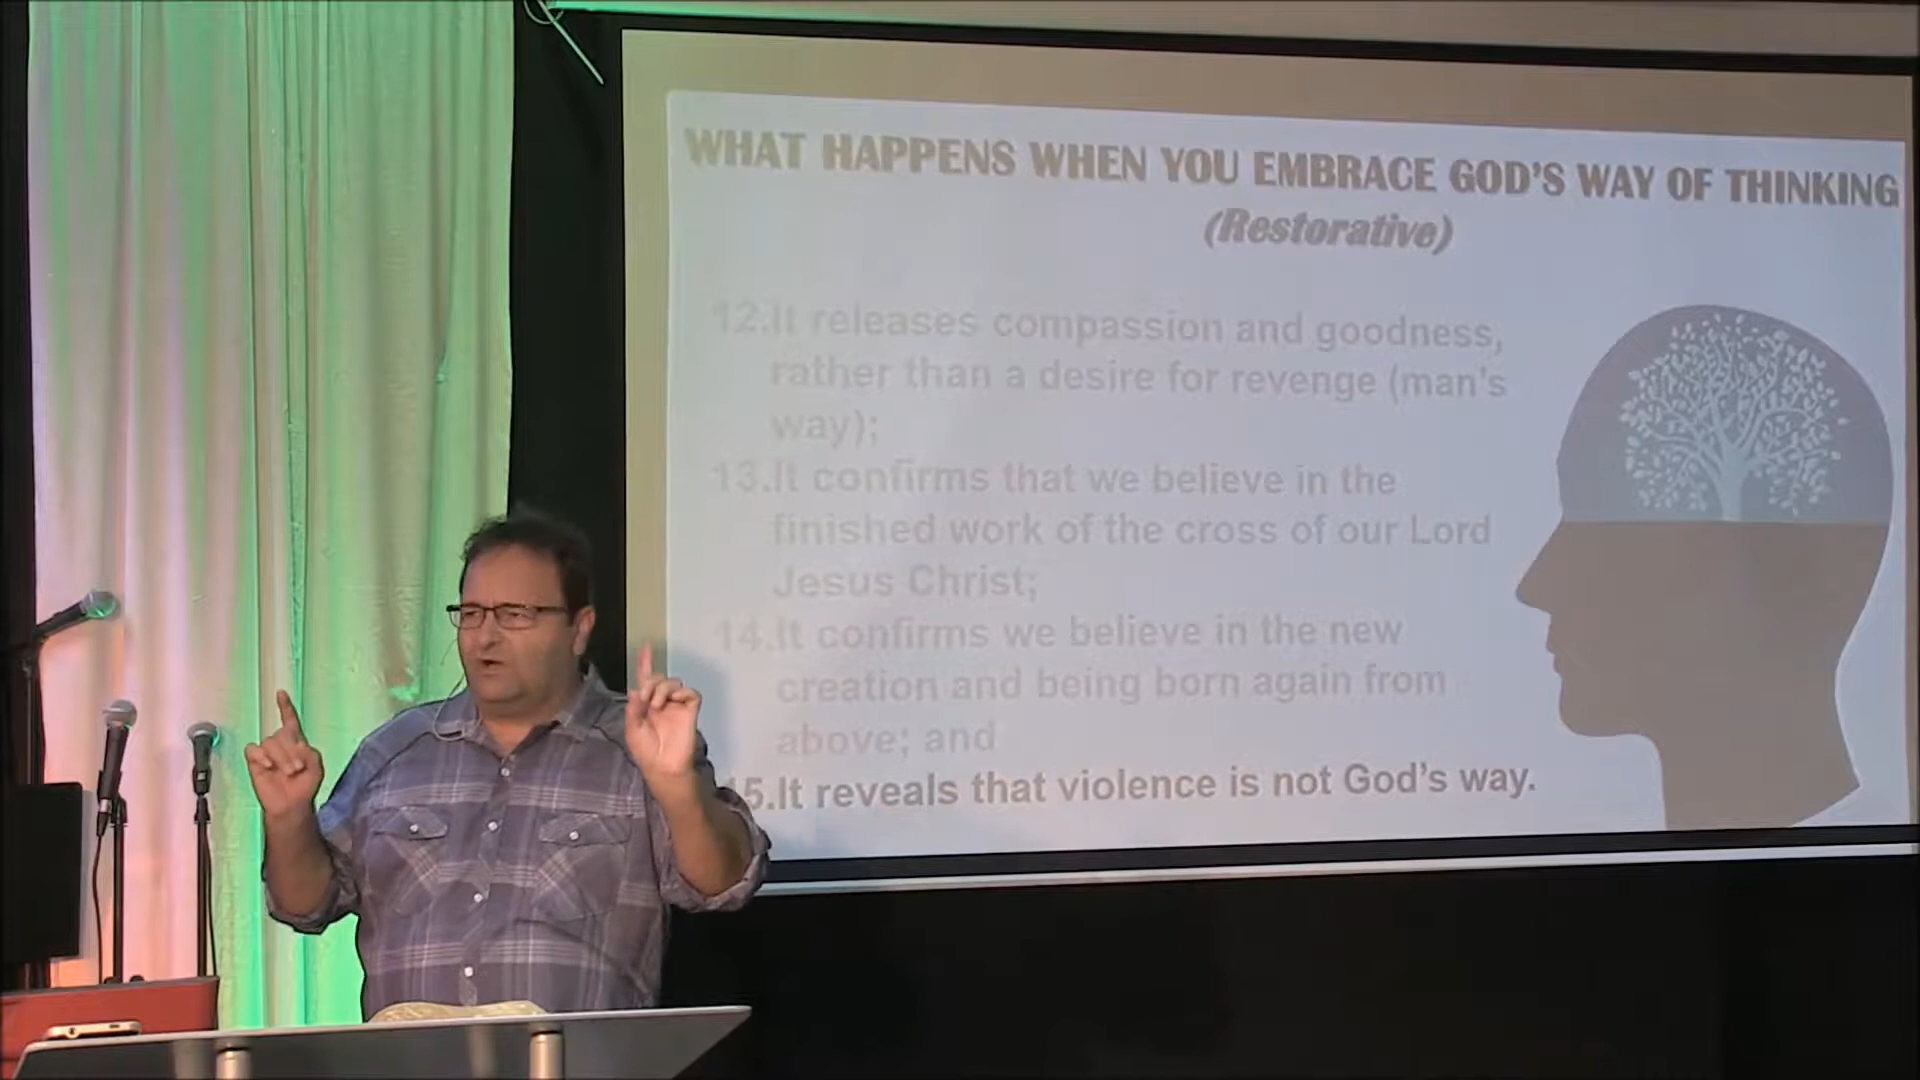 WHAT HAPPENS WHEN YOU EMBRACE GOD'S WAY OF THINKING
(Restorative)
12.It releases compassion and goodness,
rather than a desire for revenge (man's
way);
13.It confirms that we believe in the
finished work of the cross of our Lord
Jesus Christ;
14.It confirms we believe in the new
creation and being born again from
above; and
15.It reveals that violence is not God's way.